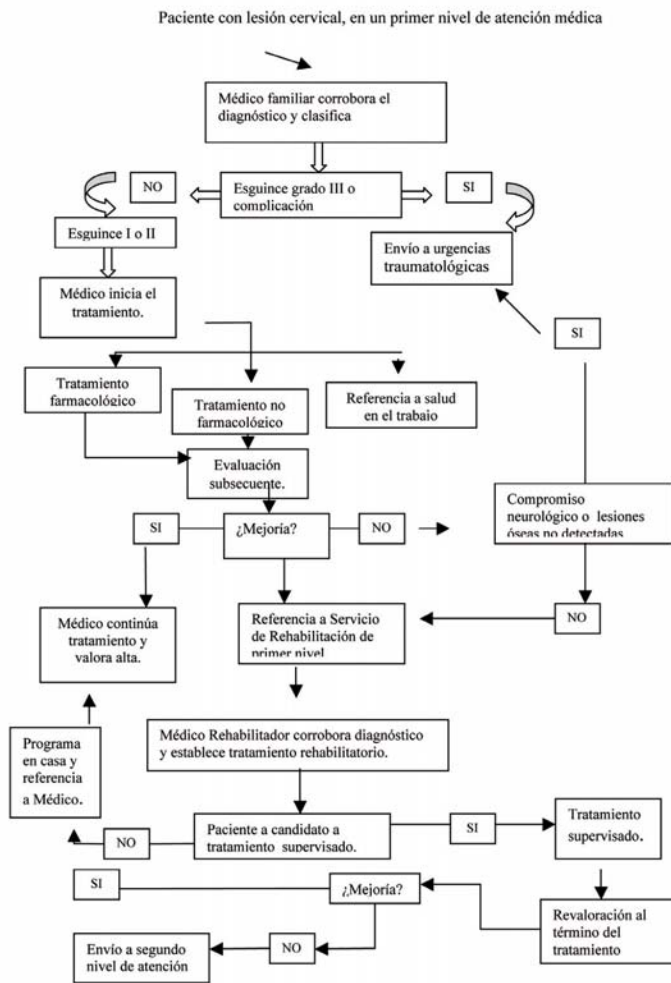 Paciente con lesión cervical, en un primer nivel de atención médica
Médico familiar corrobora el
diagnóstico y clasifica
NO
Esguince grado III o
complicación
SI
Esguince I o II
Envío a urgencias
traumatológicas
Médico inicia el
tratamiento.
SI
Tratamiento
farmacológico
Tratamiento no
farmacológico
Referencia a salud
en el trabajo
Evaluación
subsecuente.
Compromiso
neurológico o lesiones
óseas no detectadas
SI
¿Mejoría?
NO
Médico continúa
tratamiento y
valora alta.
Referencia a Servicio
de Rehabilitación de
primer nivel
NO
Programa
en casa y
referencia
a Médico.
Médico Rehabilitador corrobora diagnóstico
y establece tratamiento rehabilitatorio.
NO
Paciente a candidato a
tratamiento supervisado.
SI
Tratamiento
supervisado.
SI
¿Mejoría?
Revaloración al
término del
tratamiento
Envío a segundo
nivel de atención
NO